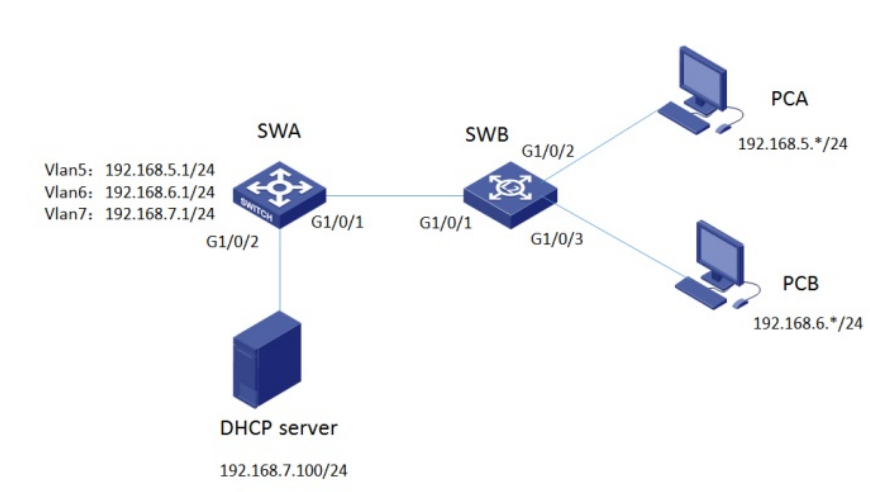 PCA
SWA
SWB
G1/0/2
192.168.5.*/24
Vlan5：192.168.5.1/24
Vlan6：192.168.6.1/24
Vlan7：192.168.7.1/24
SWITCH
G1/0/1
G1/0/1
G1/0/2
G1/0/3
PCB
192.168.6.*/24
DHCP server
192.168.7.100/24